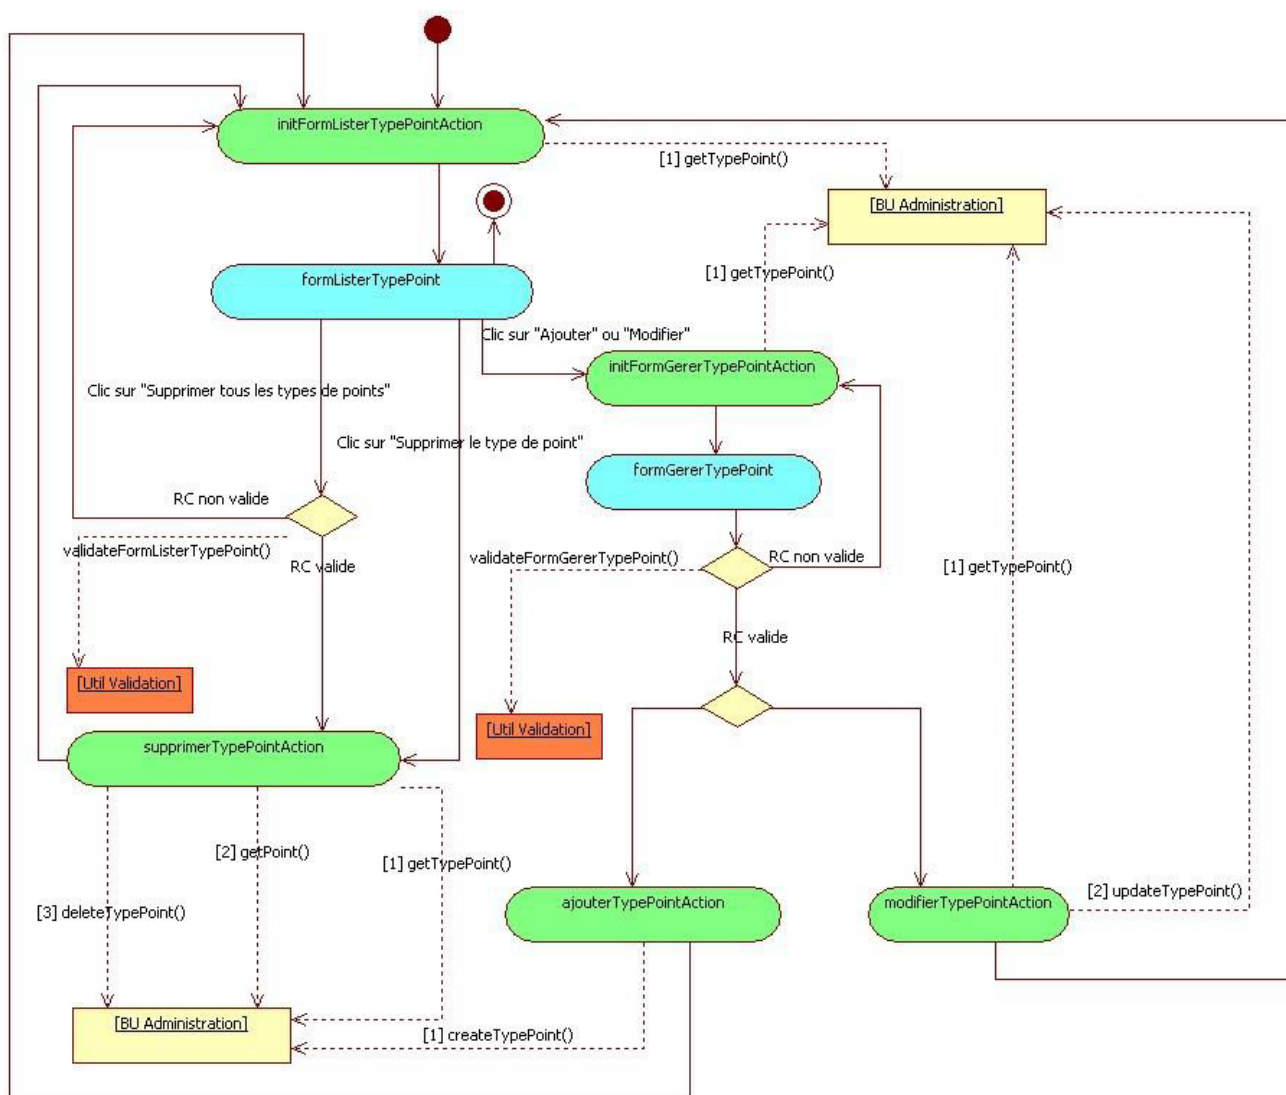 initFormListerTypePointAction
[1] getTypePoint()
[BU Administration]
formListerTypePoint
[1] getTypePoint()
Clic sur "Ajouter" ou "Modifier"
initFormGererTypePointAction
Clic sur "Supprimer tous les types de points"
Clic sur "Supprimer le type de point"
formGererTypePoint
RC non valide
validateFormListerTypePoint()
RC valide
validateFormGererTypePoint()
RC non valide
[1] getTypePoint()
RC valide
[Util Validation]
[Util Validation]
supprimerTypePointAction
[2] getPoint()
[1] getTypePoint()
[3] deleteTypePoint()
ajouterTypePointAction
modifierTypePointAction
[2] updateTypePoint()
[BU Administration]
[1] createTypePoint()